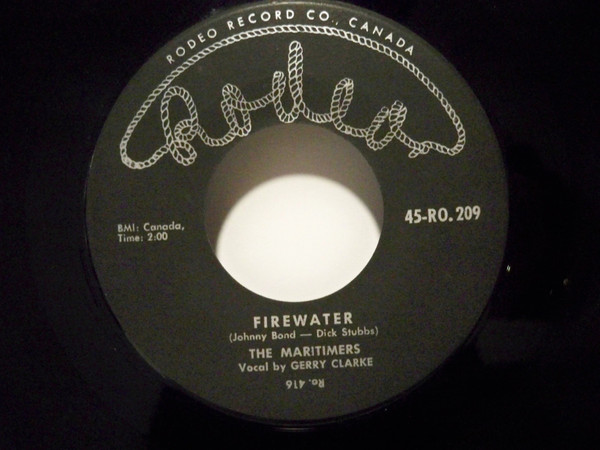 RODEO RECORD CO., CANADA
Rodeo
45-RO.209
BMI: Canada,
Time: 2:00
FIREWATER
(Johnny Bond — Dick Stubbs)
THE MARITIMERS
Vocal by GERRY CLARKE
Ro. 416